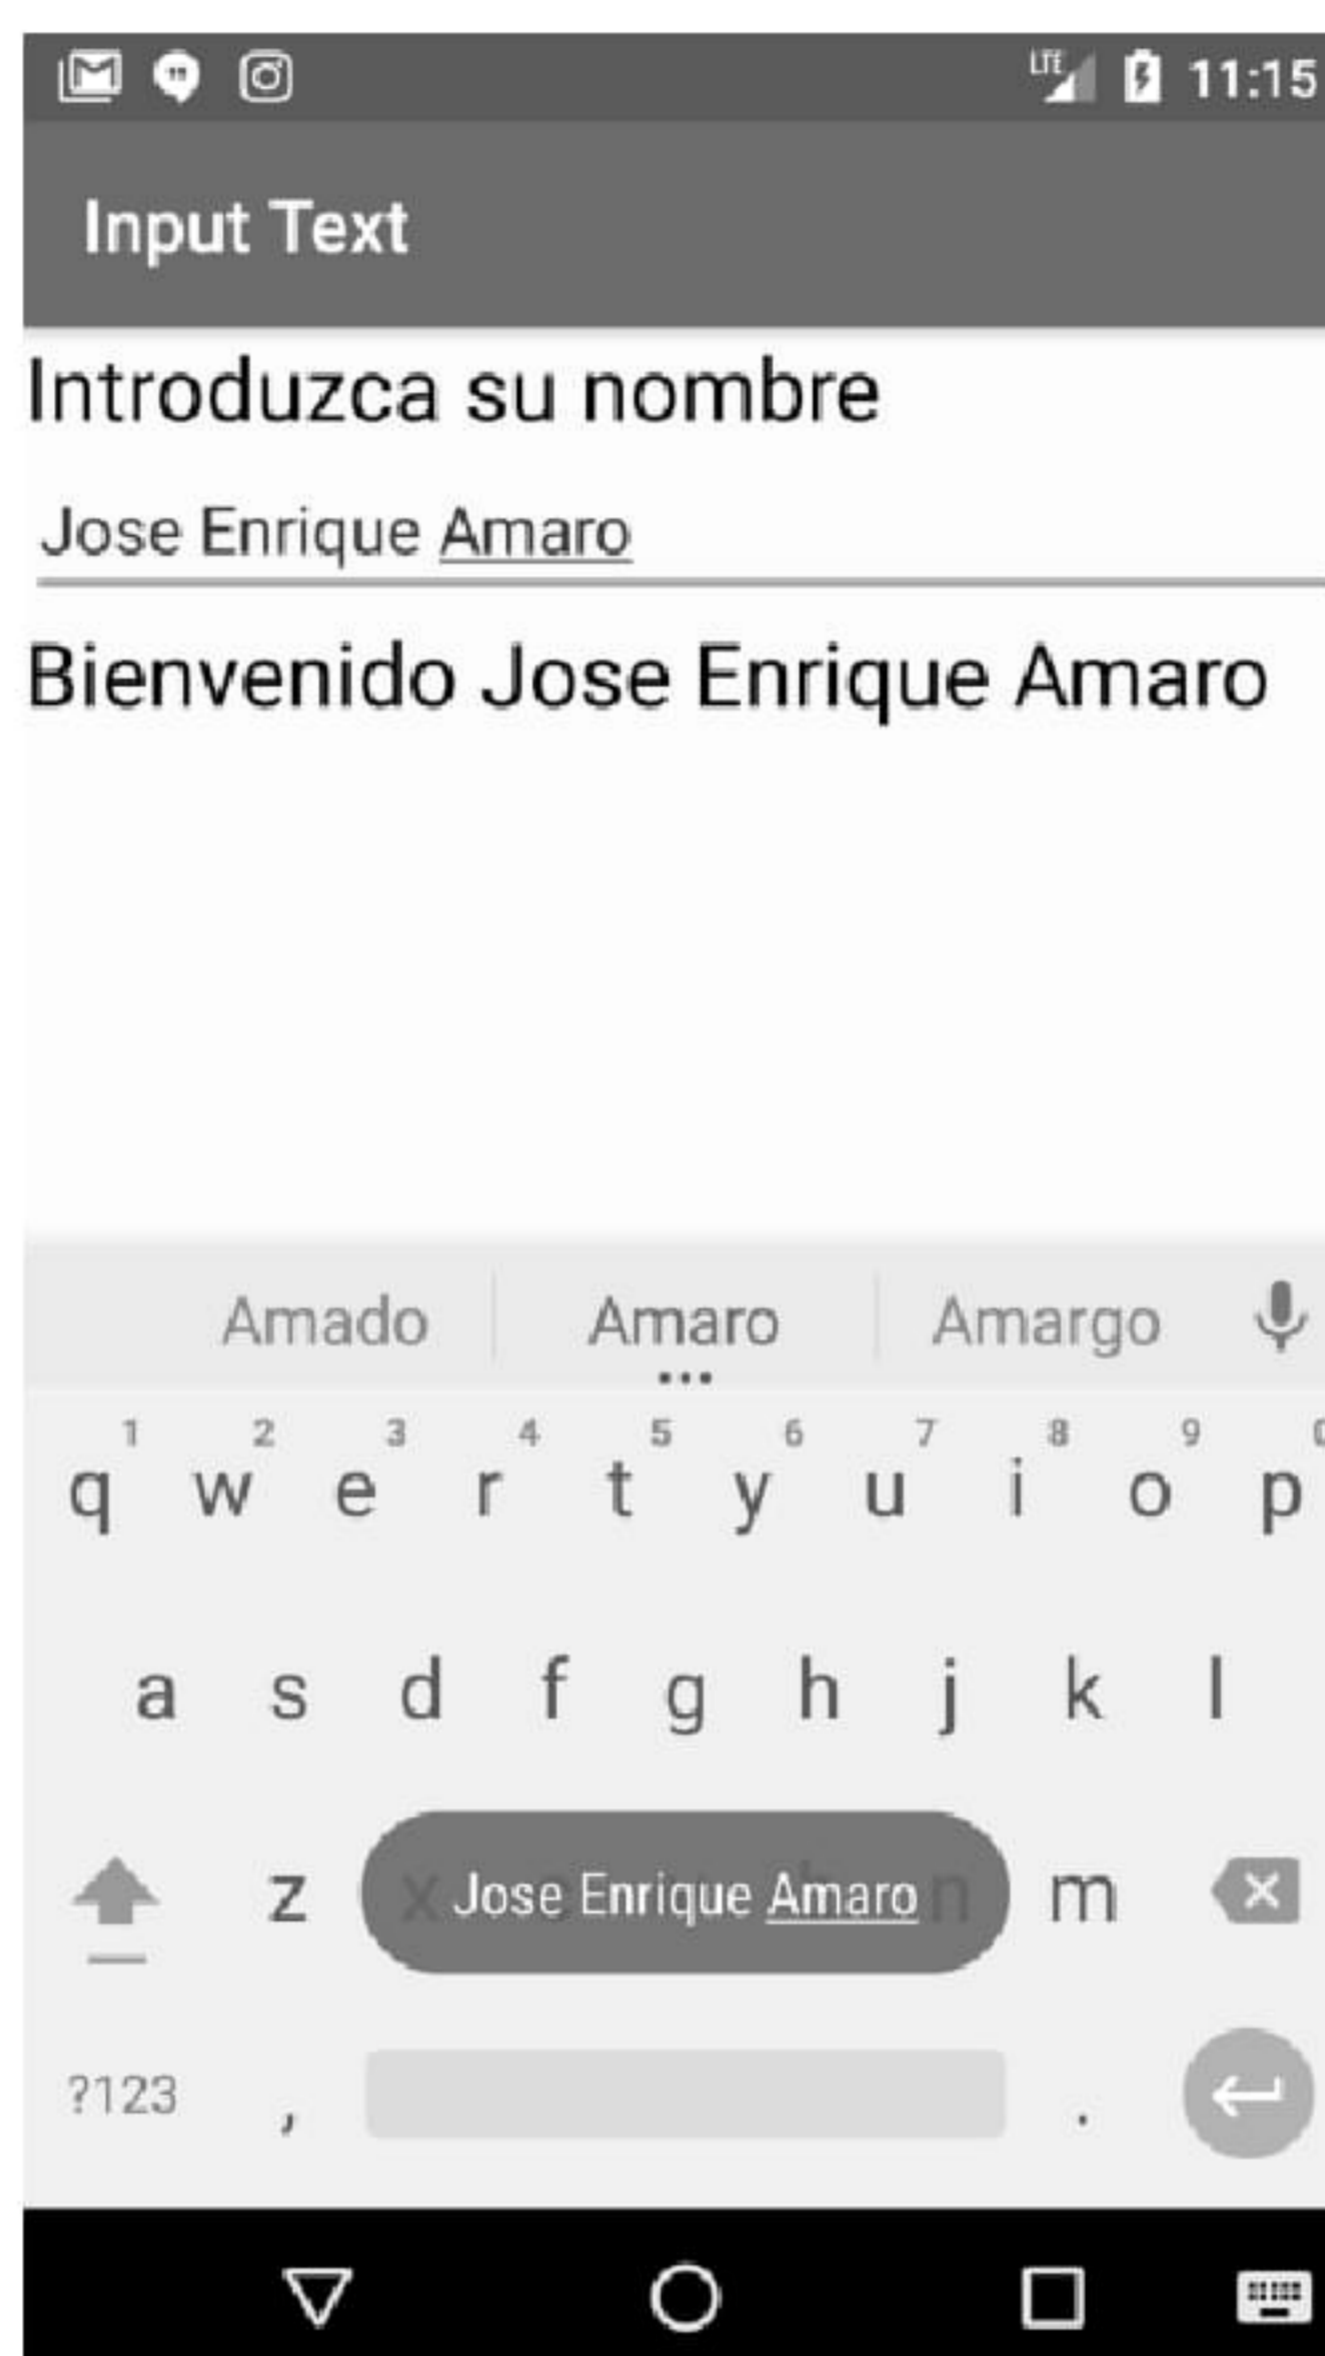 LTE 11:15
Input Text
Introduzca su nombre
Jose Enrique Amaro
Bienvenido Jose Enrique Amaro
Amado Amaro Amargo
1 2 3 4 5 6 7 8 9
q w e r t y u i o p
a s d f g h j k l
z Jose Enrique Amaro m
?123 , .